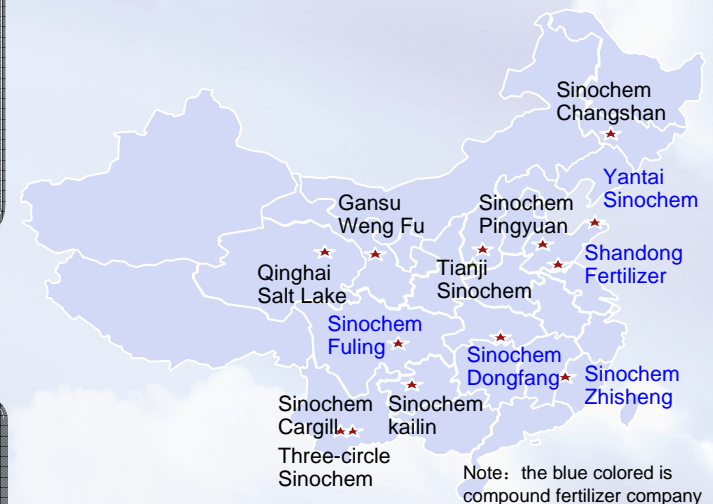 Sinochem
Changshan
Yantai
Sinochem
Gansu
Weng Fu
Sinochem
Pingyuan
Shandong
Fertilizer
Qinghai
Salt Lake
Tianji
Sinochem
Sinochem
Fuling
Sinochem
Dongfang
Sinochem
Zhisheng
Sinochem
Cargill
Sinochem
kailin
Three-circle
Sinochem
Note：the blue colored is
compound fertilizer company